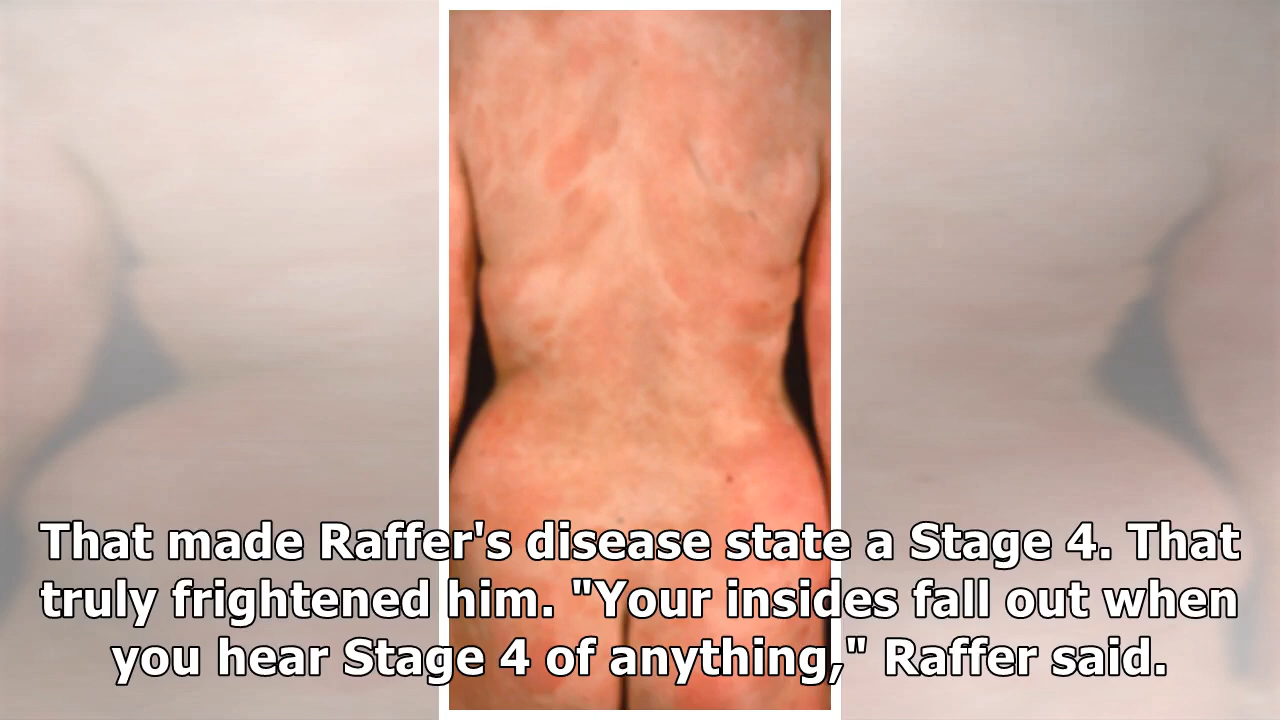 That made Raffer's disease state a Stage 4. That
truly frightened him. "Your insides fall out when
you hear Stage 4 of anything," Raffer said.